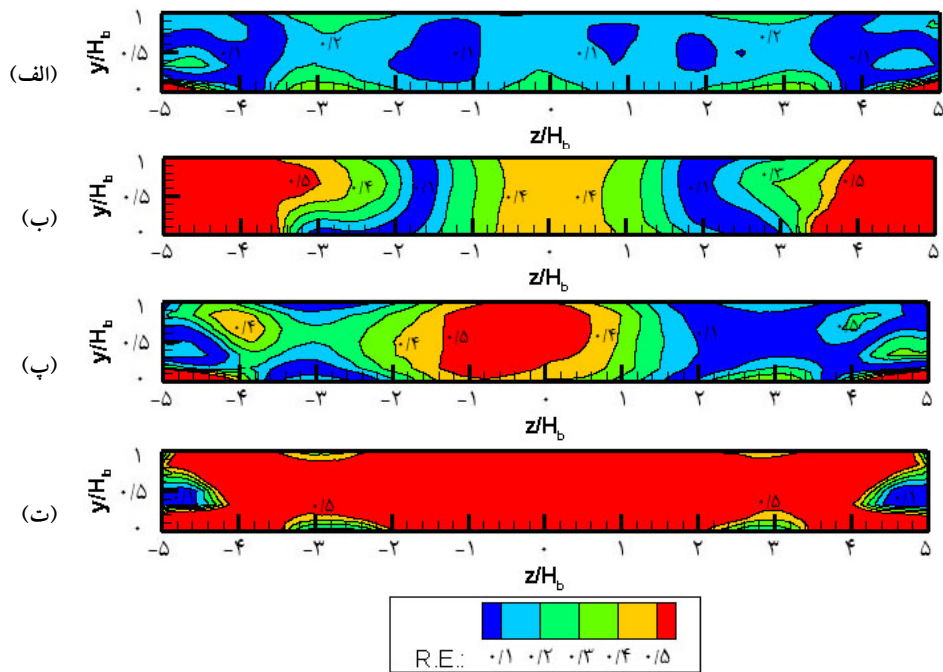 (الف)
y/H_b
۱
۰/۵
۰
۰/۱ ۰/۲ ۰/۱ ۰/۱ ۰/۲ ۰/۱
-۵ -۴ -۳ -۲ -۱ ۰ ۱ ۲ ۳ ۴ ۵
z/H_b
(ب)
y/H_b
۱
۰/۵
۰
۰/۵ ۰/۴ ۰/۱ ۰/۴ ۰/۴ ۰/۱ ۰/۲ ۰/۵
-۵ -۴ -۳ -۲ -۱ ۰ ۱ ۲ ۳ ۴ ۵
z/H_b
(پ)
y/H_b
۱
۰/۵
۰
۰/۴ ۰/۴ ۰/۵ ۰/۴ ۰/۱
-۵ -۴ -۳ -۲ -۱ ۰ ۱ ۲ ۳ ۴ ۵
z/H_b
(ت)
y/H_b
۱
۰/۵
۰
۰/۵ ۰/۵ ۰/۱
-۵ -۴ -۳ -۲ -۱ ۰ ۱ ۲ ۳ ۴ ۵
z/H_b
R.E.: ۰/۱ ۰/۲ ۰/۳ ۰/۴ ۰/۵